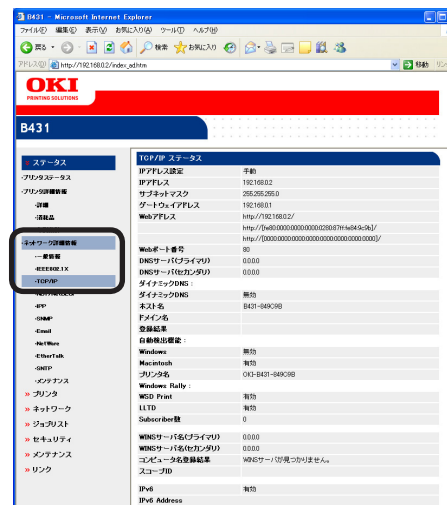 B431 - Microsoft Internet Explorer
ファイル(F) 編集(E) 表示(V) お気に入り(A) ツール(T) ヘルプ(H)
戻る 検索 お気に入り
アドレス(D) http://192.168.0.2/index_ad.htm 移動
OKI
PRINTING SOLUTIONS
B431
ステータス
・プリンタステータス
・プリンタ詳細情報
・詳細
・消耗品
・ネットワーク詳細情報
・一般情報
・IEEE802.1X
・TCP/IP
・IPP
・SNMP
・Email
・NetWare
・EtherTalk
・SNTP
・メンテナンス
» プリンタ
» ネットワーク
» ジョブリスト
» セキュリティ
» メンテナンス
» リンク
TCP/IP ステータス
IPアドレス設定 手動
IPアドレス 192.168.0.2
サブネットマスク 255.255.255.0
ゲートウェイアドレス 192.168.0.1
Webアドレス http://192.168.0.2/
http://[fe80:0000:0000:0000:0280:87ff:fe84:9c9b]/
http://[0000:0000:0000:0000:0000:0000:0000:0000]/
Webポート番号 80
DNSサーバ(プライマリ) 0.0.0.0
DNSサーバ(セカンダリ) 0.0.0.0
ダイナミックDNS :
ダイナミックDNS 無効
ホスト名 B431-849C9B
ドメイン名
登録結果
自動検出機能 :
Windows 無効
Macintosh 有効
プリンタ名 OKI-B431-849C9B
Windows Rally :
WSD Print 有効
LLTD 有効
Subscriber数 0
WINSサーバ名(プライマリ) 0.0.0.0
WINSサーバ名(セカンダリ) 0.0.0.0
コンピュータ名登録結果 WINSサーバが見つかりません。
スコープID
IPv6 有効
IPv6 Address